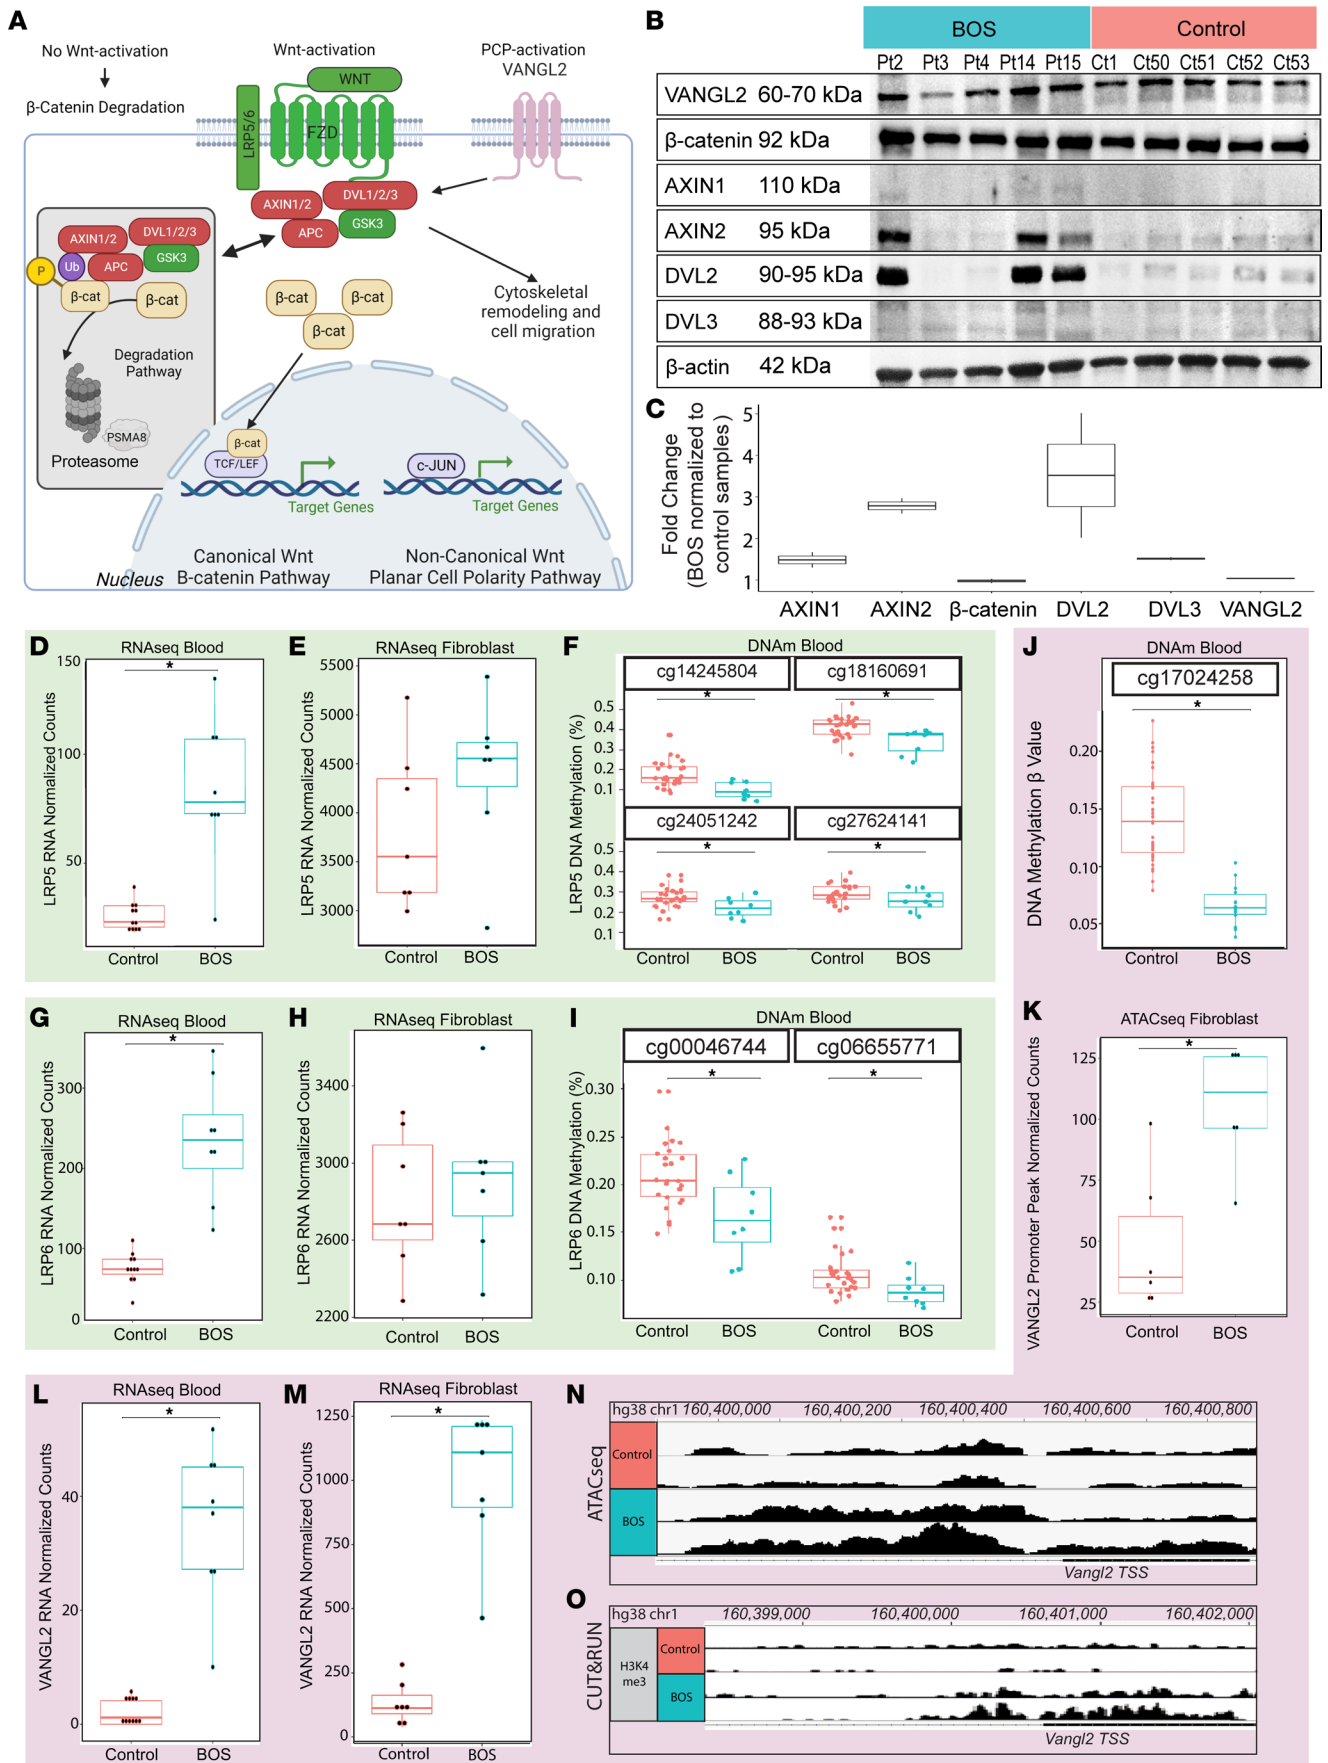 A
No Wnt-activation
β-Catenin Degradation
Wnt-activation
PCP-activation
VANGL2
WNT
LRP5/6
FZD
AXIN1/2
DVL1/2/3
APC
GSK3
AXIN1/2
DVL1/2/3
P
Ub
APC
GSK3
β-cat
β-cat
Degradation
Pathway
PSMA8
Proteasome
β-cat
β-cat
β-cat
Cytoskeletal
remodeling and
cell migration
β-cat
TCF/LEF
Target Genes
c-JUN
Target Genes
Canonical Wnt
B-catenin Pathway
Non-Canonical Wnt
Planar Cell Polarity Pathway
Nucleus
B
BOS
Control
Pt2 Pt3 Pt4 Pt14 Pt15 Ct1 Ct50 Ct51 Ct52 Ct53
VANGL2 60-70 kDa
β-catenin 92 kDa
AXIN1 110 kDa
AXIN2 95 kDa
DVL2 90-95 kDa
DVL3 88-93 kDa
β-actin 42 kDa
C
Fold Change
(BOS normalized to
control samples)
5
4
3
2
1
AXIN1 AXIN2 β-catenin DVL2 DVL3 VANGL2
D
RNAseq Blood
LRP5 RNA Normalized Counts
150
100
50
*
Control BOS
E
RNAseq Fibroblast
LRP5 RNA Normalized Counts
5500
5000
4500
4000
3500
3000
Control BOS
F
DNAm Blood
LRP5 DNA Methylation (%)
cg14245804 cg18160691
* *
0.5
0.4
0.3
0.2
0.1
cg24051242 cg27624141
* *
0.5
0.4
0.3
0.2
0.1
Control BOS Control BOS
J
DNAm Blood
cg17024258
*
DNA Methylation β Value
0.20
0.15
0.10
0.05
Control BOS
G
RNAseq Blood
LRP6 RNA Normalized Counts
*
300
200
100
0
Control BOS
H
RNAseq Fibroblast
LRP6 RNA Normalized Counts
3400
3000
2600
2200
Control BOS
I
DNAm Blood
LRP6 DNA Methylation (%)
cg00046744 cg06655771
* *
0.30
0.25
0.20
0.15
0.10
Control BOS Control BOS
K
ATACseq Fibroblast
VANGL2 Promoter Peak Normalized Counts
*
125
100
75
50
25
Control BOS
L
RNAseq Blood
VANGL2 RNA Normalized Counts
*
40
20
0
Control BOS
M
RNAseq Fibroblast
VANGL2 RNA Normalized Counts
*
1250
1000
750
500
250
0
Control BOS
N
hg38 chr1 160,400,000 160,400,200 160,400,400 160,400,600 160,400,800
ATACseq
Control
BOS
Vangl2 TSS
O
hg38 chr1 160,399,000 160,400,000 160,401,000 160,402,000
CUT&RUN
H3K4
me3
Control
BOS
Vangl2 TSS